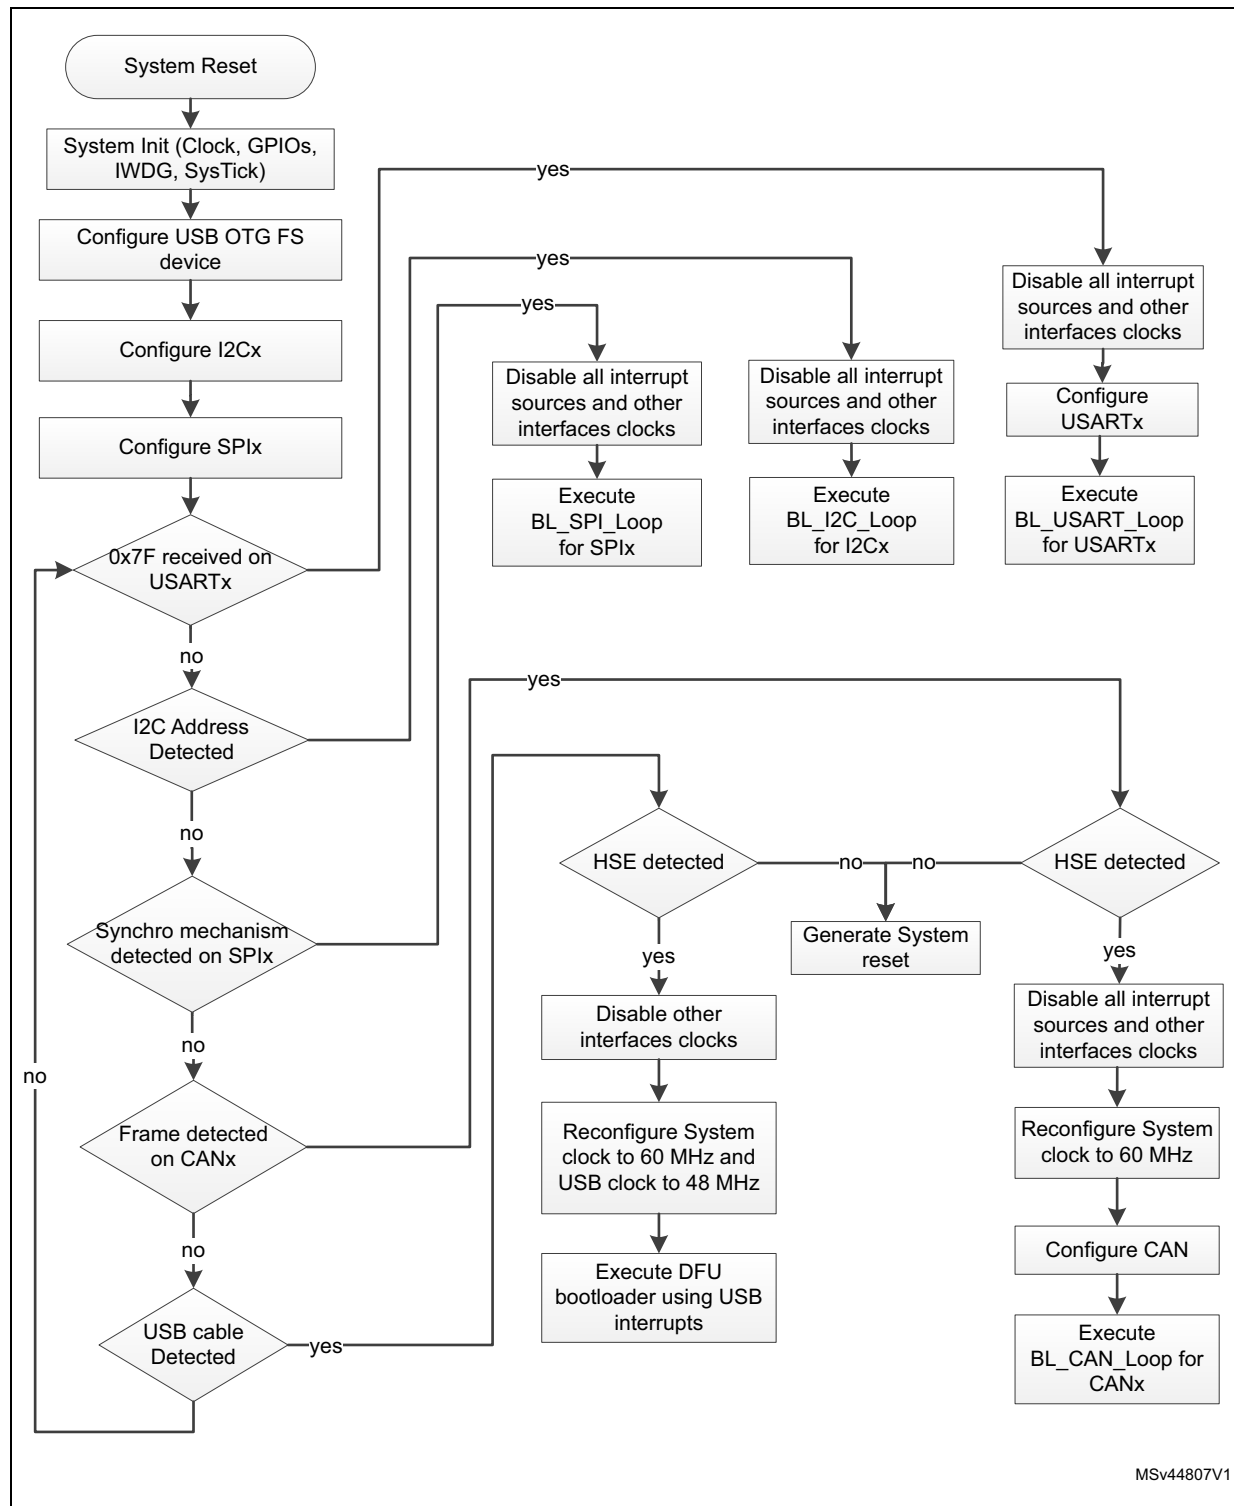 System Reset
System Init (Clock, GPIOs,
IWDG, SysTick)
Configure USB OTG FS
device
Configure I2Cx
Configure SPIx
0x7F received on
USARTx
yes
no
I2C Address
Detected
yes
no
Synchro mechanism
detected on SPIx
yes
no
Frame detected
on CANx
yes
no
USB cable
Detected
yes
no
Disable all interrupt
sources and other
interfaces clocks
Execute
BL_SPI_Loop
for SPIx
Disable all interrupt
sources and other
interfaces clocks
Execute
BL_I2C_Loop
for I2Cx
Disable all interrupt
sources and other
interfaces clocks
Configure
USARTx
Execute
BL_USART_Loop
for USARTx
HSE detected
no
yes
Generate System
reset
Disable other
interfaces clocks
Reconfigure System
clock to 60 MHz and
USB clock to 48 MHz
Execute DFU
bootloader using USB
interrupts
HSE detected
no
yes
Disable all interrupt
sources and other
interfaces clocks
Reconfigure System
clock to 60 MHz
Configure CAN
Execute
BL_CAN_Loop for
CANx
MSv44807V1